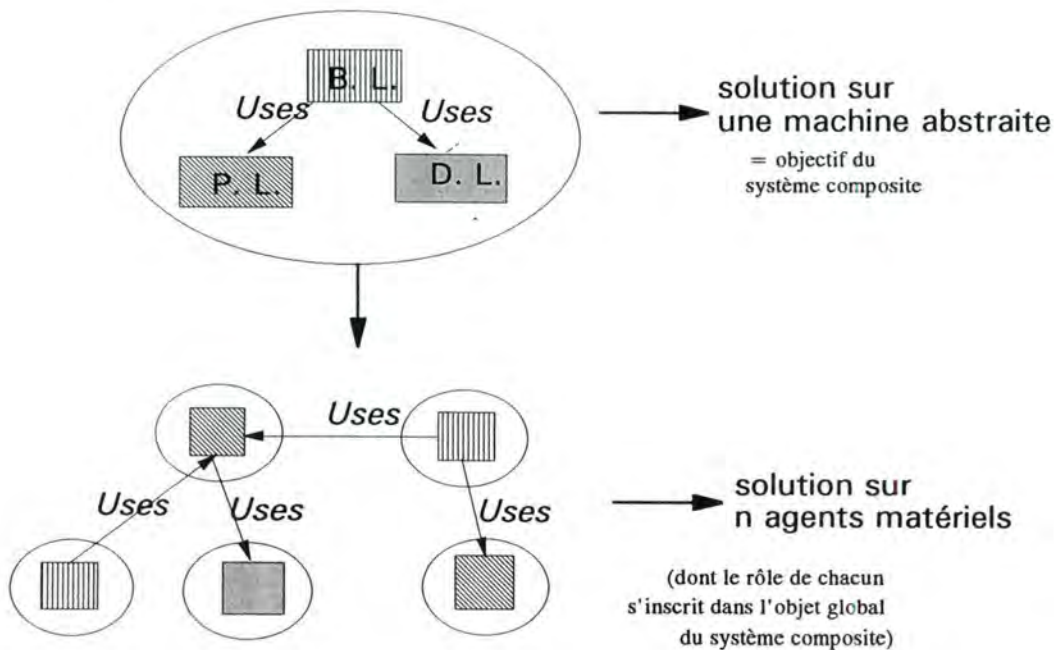 B. L.
Uses
Uses
P. L.
D. L.
solution sur
une machine abstraite
= objectif du
système composite
Uses
Uses
Uses
Uses
solution sur
n agents matériels
(dont le rôle de chacun
s'inscrit dans l'objet global
du système composite)